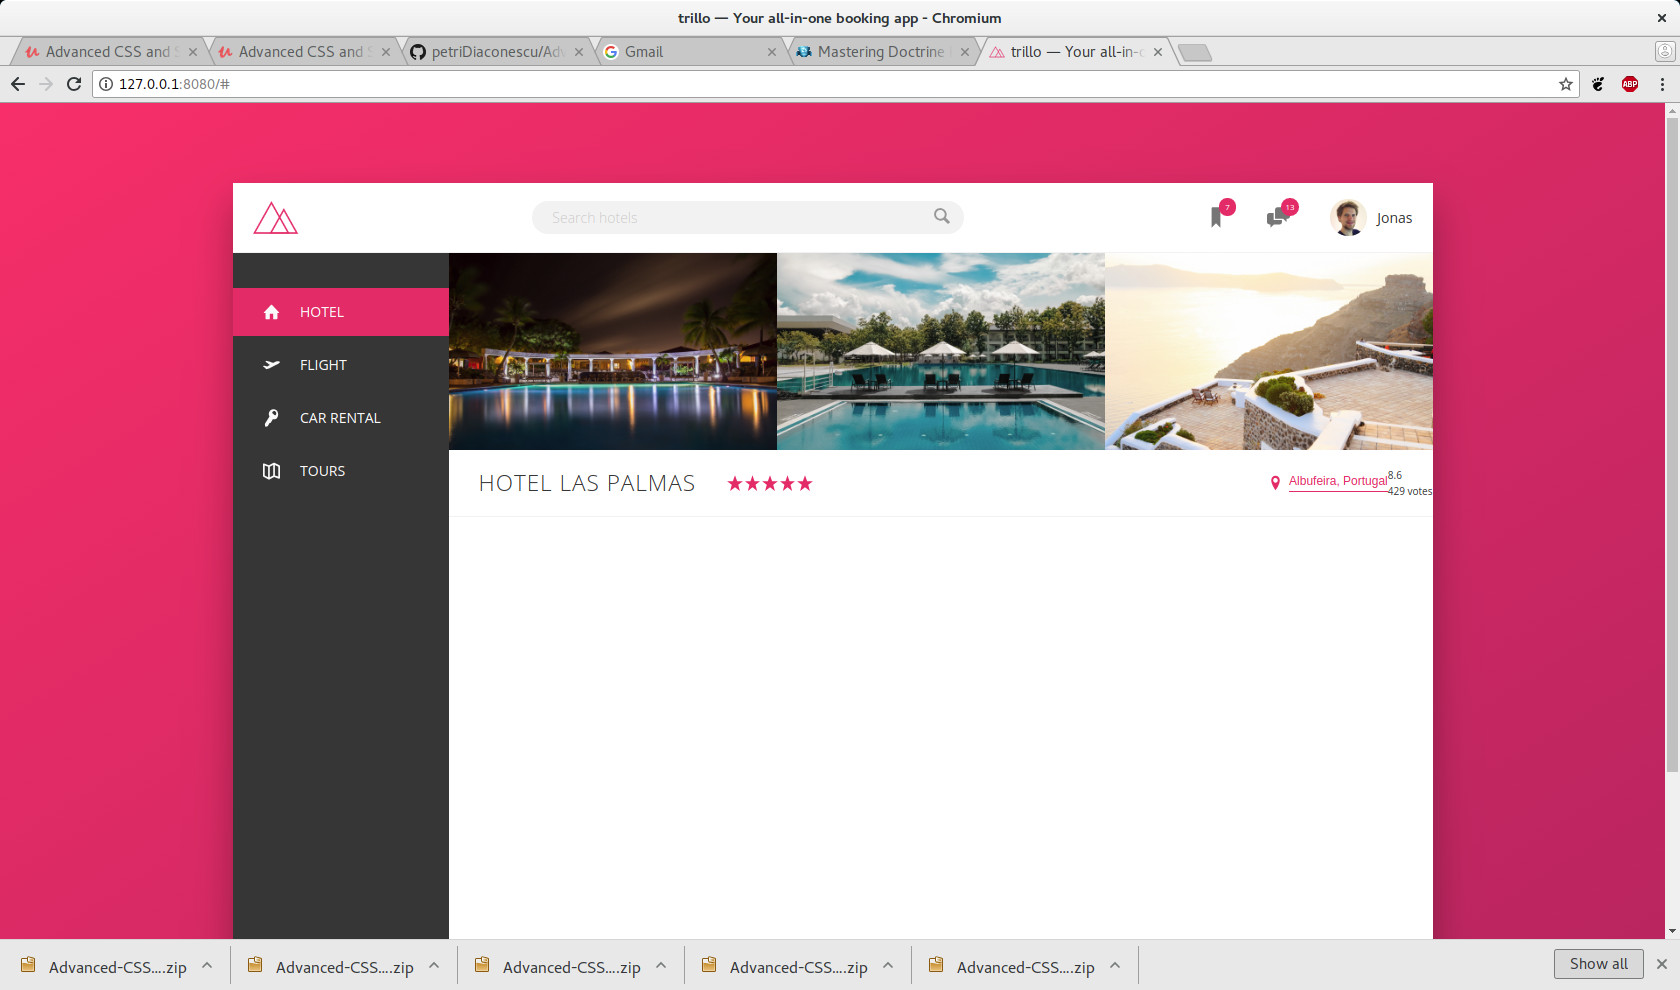 trillo — Your all-in-one booking app - Chromium
Advanced CSS and S
Advanced CSS and S
petriDiaconescu/Adv
Gmail
Mastering Doctrine
trillo — Your all-in-c
127.0.0.1:8080/#
ABP
Search hotels
7
13
Jonas
HOTEL
FLIGHT
CAR RENTAL
TOURS
HOTEL LAS PALMAS
Albufeira, Portugal
8.6
429 votes
Advanced-CSS....zip
Advanced-CSS....zip
Advanced-CSS....zip
Advanced-CSS....zip
Advanced-CSS....zip
Show all